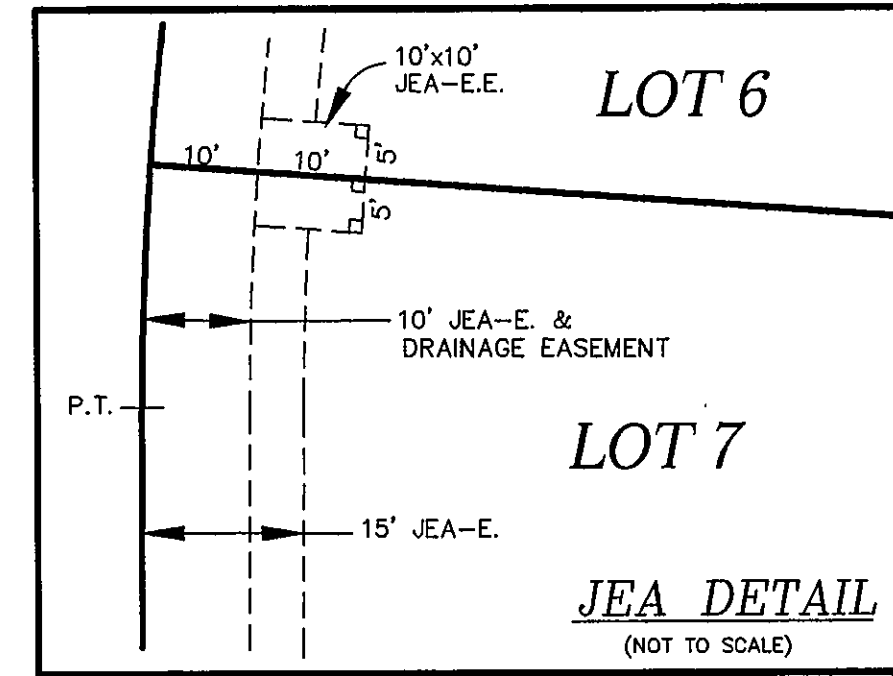 10'x10'
JEA-E.E.
LOT 6
10'
10'
5'
5'
10' JEA-E. &
DRAINAGE EASEMENT
P.T.
LOT 7
15' JEA-E.
JEA DETAIL
(NOT TO SCALE)